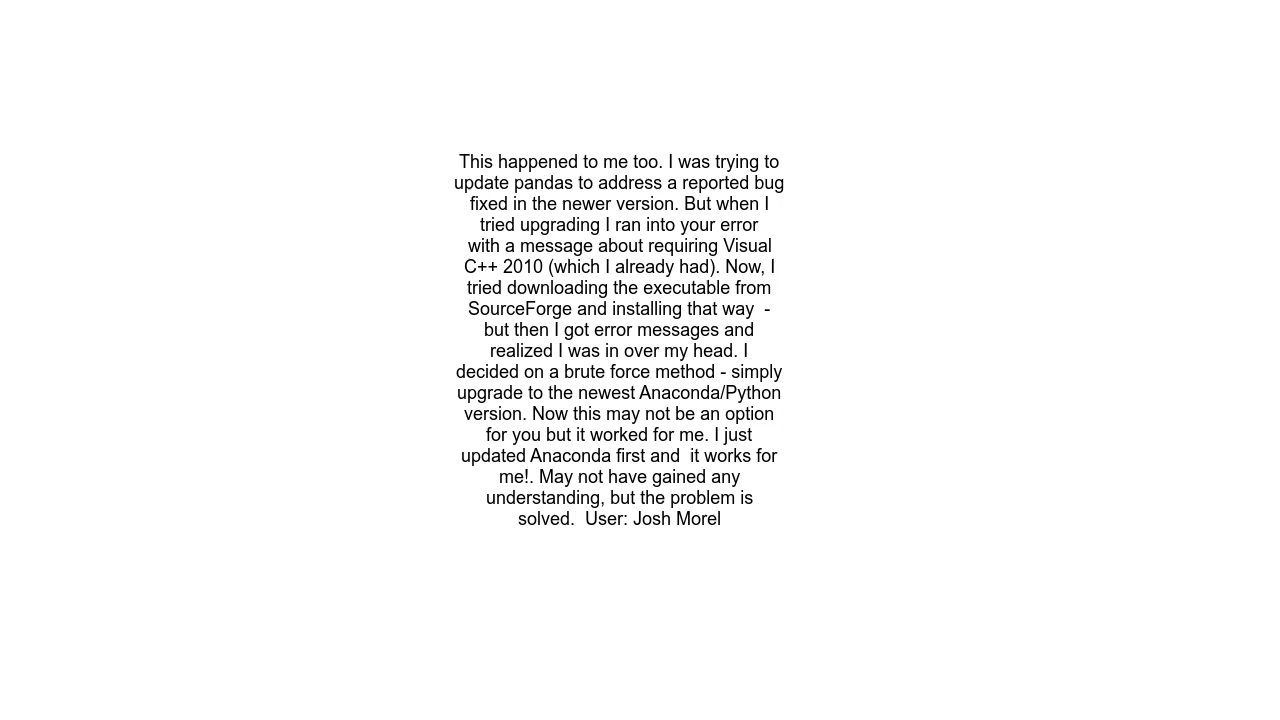 This happened to me too. I was trying to
update pandas to address a reported bug
fixed in the newer version. But when I
tried upgrading I ran into your error
with a message about requiring Visual
C++ 2010 (which I already had). Now, I
tried downloading the executable from
SourceForge and installing that way  -
but then I got error messages and
realized I was in over my head. I
decided on a brute force method - simply
upgrade to the newest Anaconda/Python
version. Now this may not be an option
for you but it worked for me. I just
updated Anaconda first and  it works for
me!. May not have gained any
understanding, but the problem is
solved.  User: Josh Morel